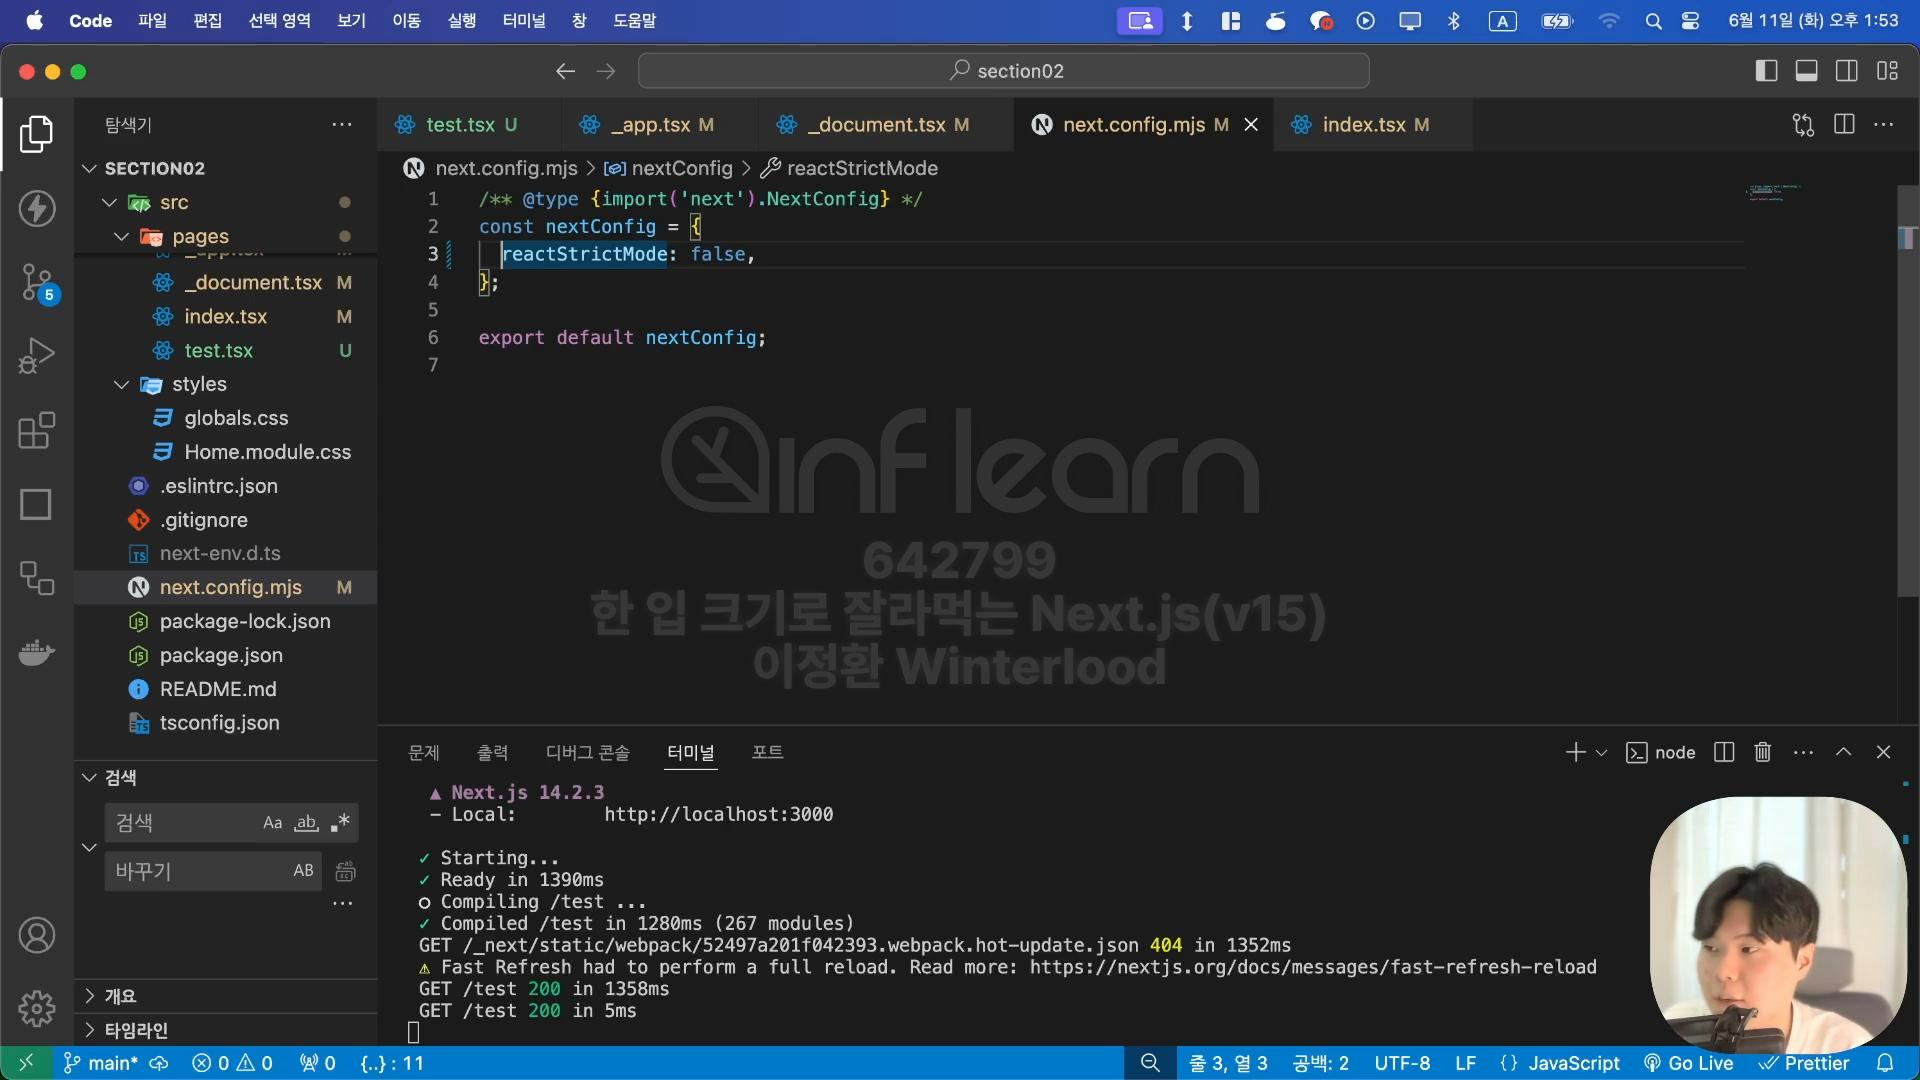 Code 파일 편집 선택 영역 보기 이동 실행 터미널 창 도움말
A
6월 11일 (화) 오후 1:53
section02
탐색기
test.tsx U
_app.tsx M
_document.tsx M
next.config.mjs M
index.tsx M
next.config.mjs > nextConfig > reactStrictMode
SECTION02
src
pages
_app.tsx
_document.tsx M
index.tsx M
test.tsx U
styles
globals.css
Home.module.css
.eslintrc.json
.gitignore
next-env.d.ts
next.config.mjs M
package-lock.json
package.json
README.md
tsconfig.json
5
1 /** @type {import('next').NextConfig} */
2 const nextConfig = {
3 reactStrictMode: false,
4 };
5
6 export default nextConfig;
7
inflearn
642799
한 입 크기로 잘라먹는 Next.js(v15)
이정환 Winterlood
검색
검색 Aa ab .*
바꾸기 AB
개요
타임라인
문제 출력 디버그 콘솔 터미널 포트
node
▲ Next.js 14.2.3
- Local: http://localhost:3000
✓ Starting...
✓ Ready in 1390ms
○ Compiling /test ...
✓ Compiled /test in 1280ms (267 modules)
GET /_next/static/webpack/52497a201f042393.webpack.hot-update.json 404 in 1352ms
⚠ Fast Refresh had to perform a full reload. Read more: https://nextjs.org/docs/messages/fast-refresh-reload
GET /test 200 in 1358ms
GET /test 200 in 5ms
main* 0 0 0 {..} : 11
줄 3, 열 3 공백: 2 UTF-8 LF {} JavaScript Go Live Prettier